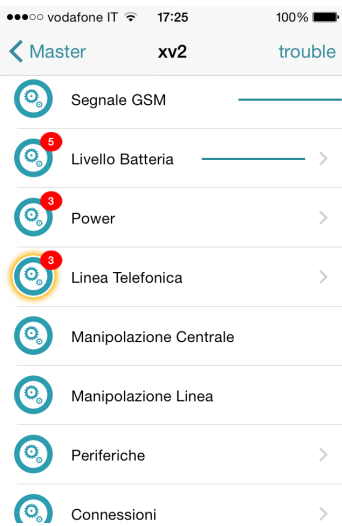 vodafone IT 17:25 100%
Master xv2 trouble
Segnale GSM
5
Livello Batteria
3
Power
3
Linea Telefonica
Manipolazione Centrale
Manipolazione Linea
Periferiche
Connessioni